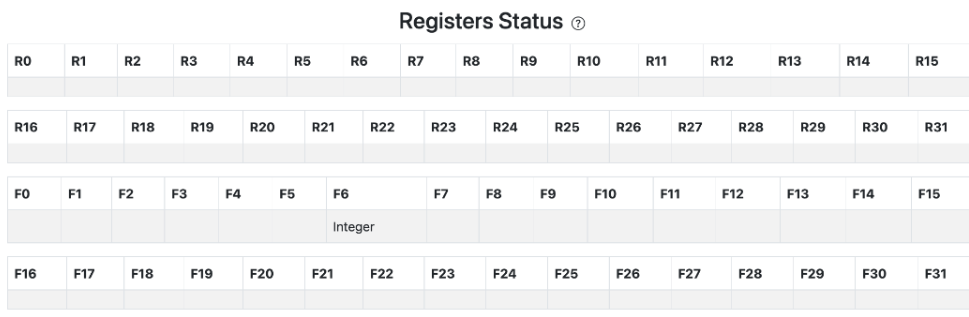 Registers Status ?
R0 R1 R2 R3 R4 R5 R6 R7 R8 R9 R10 R11 R12 R13 R14 R15
R16 R17 R18 R19 R20 R21 R22 R23 R24 R25 R26 R27 R28 R29 R30 R31
F0 F1 F2 F3 F4 F5 F6 F7 F8 F9 F10 F11 F12 F13 F14 F15
Integer
F16 F17 F18 F19 F20 F21 F22 F23 F24 F25 F26 F27 F28 F29 F30 F31